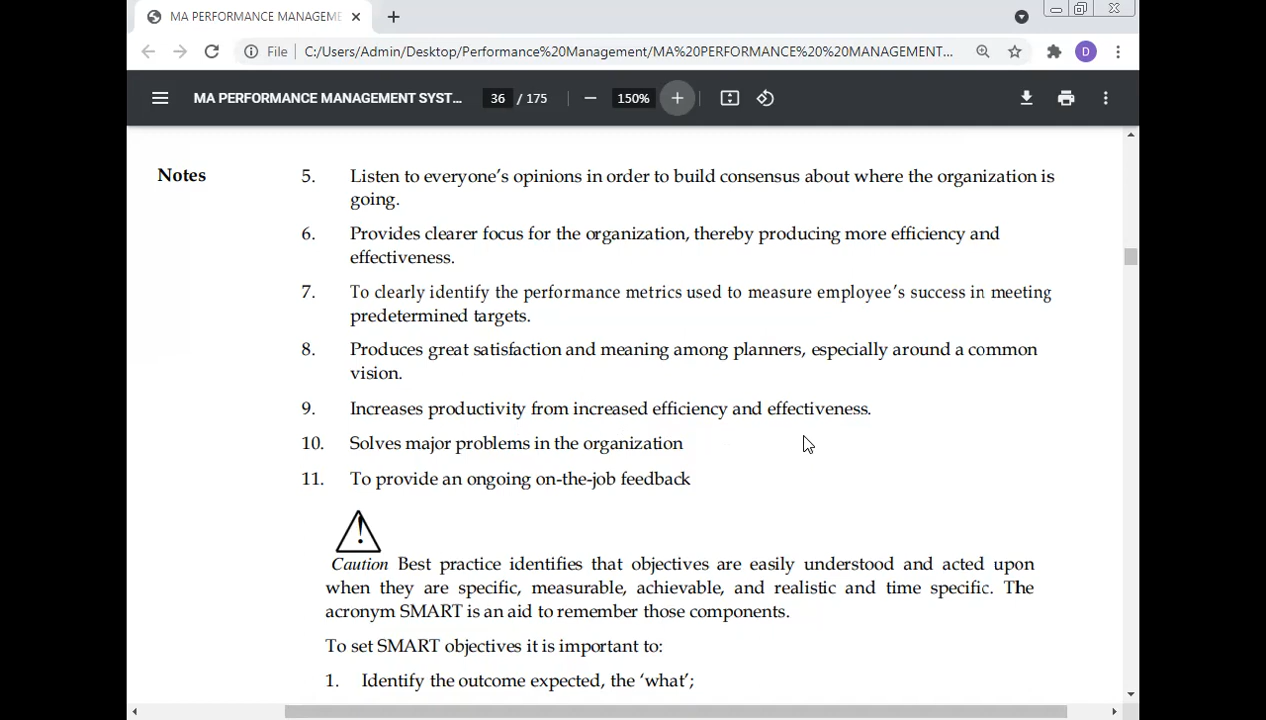 MA PERFORMANCE MANAGEME
File C:/Users/Admin/Desktop/Performance%20Management/MA%20PERFORMANCE%20%20MANAGEMENT...
D
MA PERFORMANCE MANAGEMENT SYST... 36 / 175 150%
Notes
5. Listen to everyone's opinions in order to build consensus about where the organization is
going.
6. Provides clearer focus for the organization, thereby producing more efficiency and
effectiveness.
7. To clearly identify the performance metrics used to measure employee's success in meeting
predetermined targets.
8. Produces great satisfaction and meaning among planners, especially around a common
vision.
9. Increases productivity from increased efficiency and effectiveness.
10. Solves major problems in the organization
11. To provide an ongoing on-the-job feedback
Caution Best practice identifies that objectives are easily understood and acted upon
when they are specific, measurable, achievable, and realistic and time specific. The
acronym SMART is an aid to remember those components.
To set SMART objectives it is important to:
1. Identify the outcome expected, the 'what';